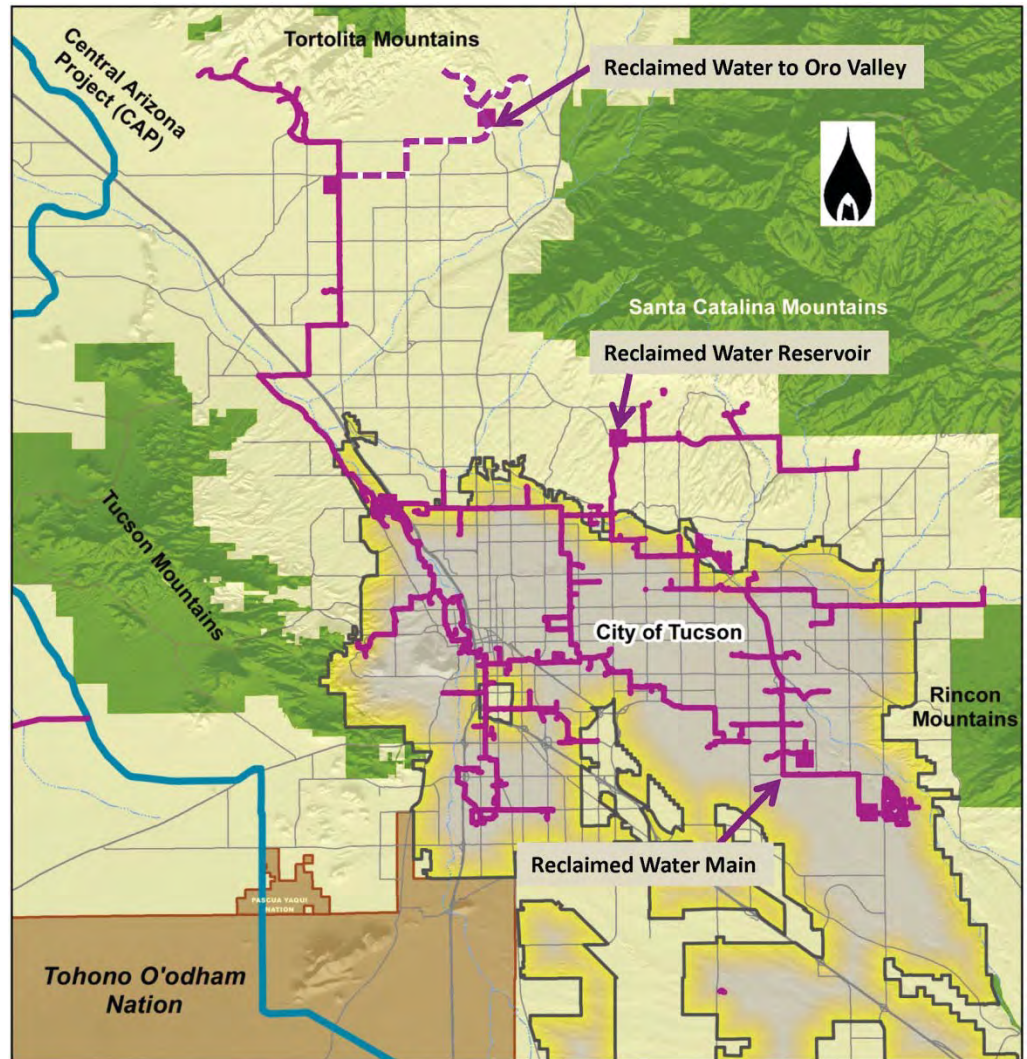 Tortolita Mountains
Central Arizona
Project (CAP)
Reclaimed Water to Oro Valley
Santa Catalina Mountains
Reclaimed Water Reservoir
Tucson Mountains
City of Tucson
Rincon
Mountains
Reclaimed Water Main
PASCUA YAQUI
NATION
Tohono O'odham
Nation